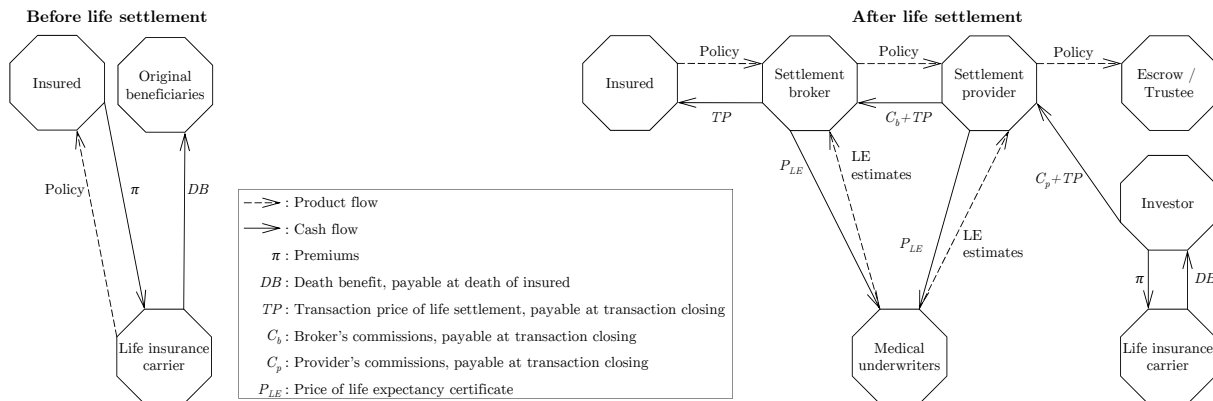 Before life settlement
Insured
Original
beneficiaries
Policy
π
DB
Life insurance
carrier
: Product flow
: Cash flow
π : Premiums
DB : Death benefit, payable at death of insured
TP : Transaction price of life settlement, payable at transaction closing
C_b : Broker's commissions, payable at transaction closing
C_p : Provider's commissions, payable at transaction closing
P_LE : Price of life expectancy certificate
After life settlement
Insured
Policy
TP
Settlement
broker
Policy
C_b+TP
Settlement
provider
Policy
Escrow /
Trustee
P_LE
LE
estimates
P_LE
LE
estimates
C_p+TP
Investor
π
DB
Medical
underwriters
Life insurance
carrier